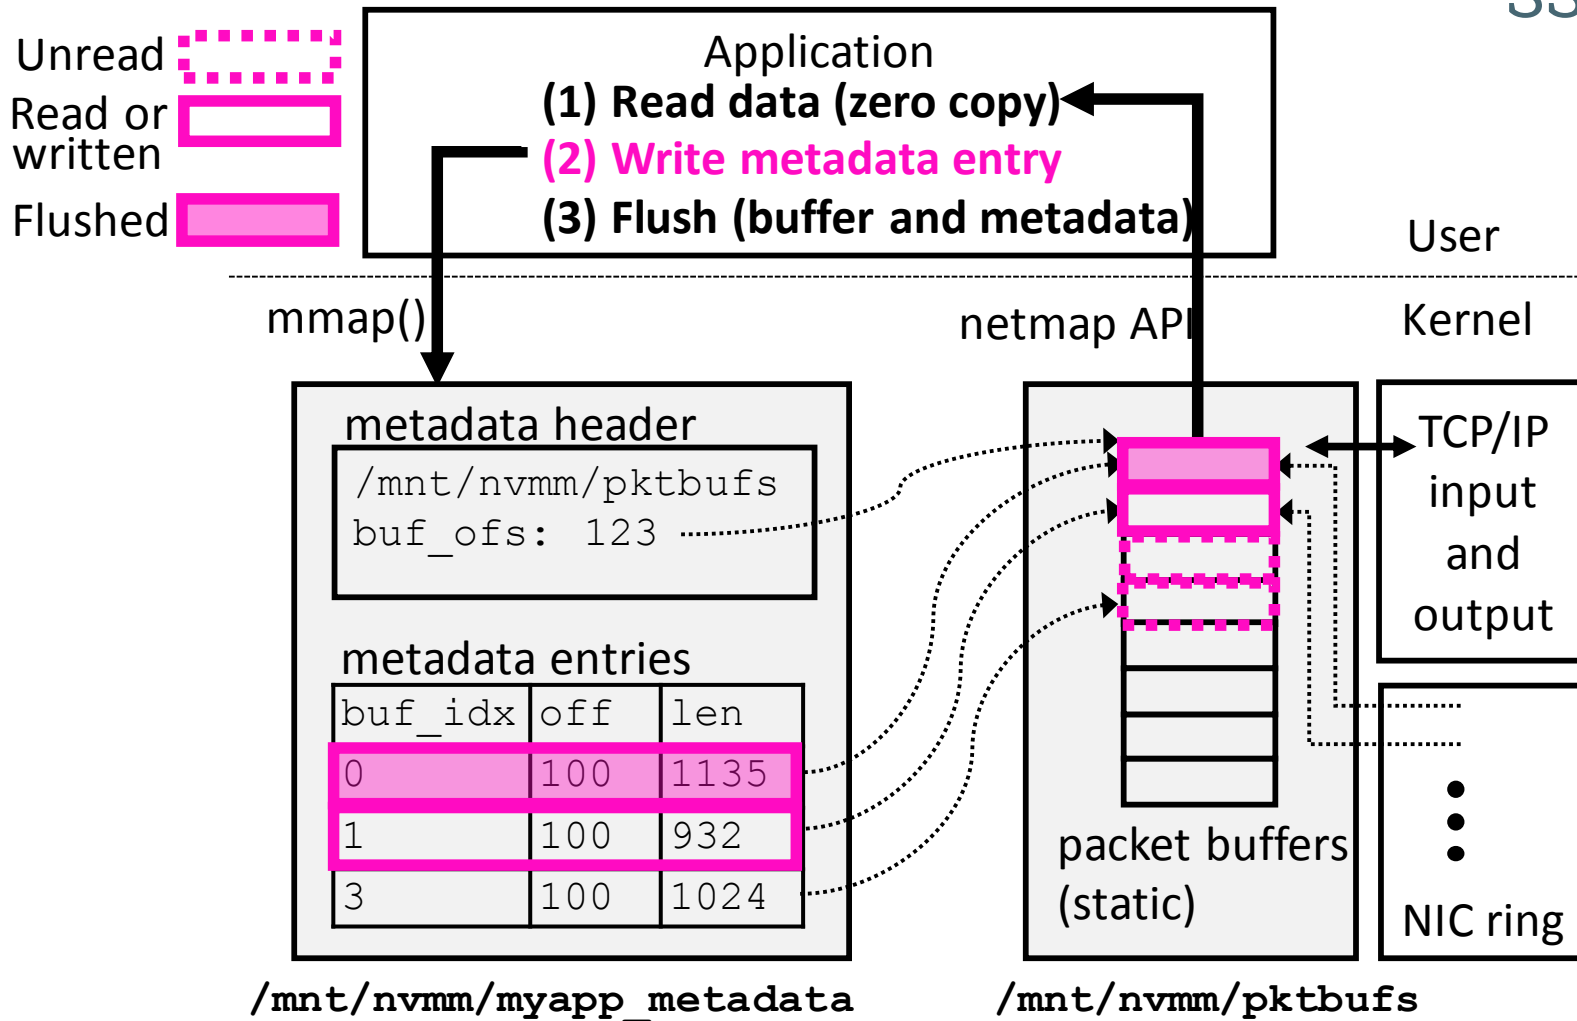 Unread
Read or
written
Flushed
Application
(1) Read data (zero copy)
(2) Write metadata entry
(3) Flush (buffer and metadata)
User
Kernel
mmap()
netmap API
metadata header
/mnt/nvmm/pktbufs
buf_ofs: 123
metadata entries
buf_idx off len
0 100 1135
1 100 932
3 100 1024
/mnt/nvmm/myapp_metadata
packet buffers
(static)
/mnt/nvmm/pktbufs
TCP/IP
input
and
output
NIC ring